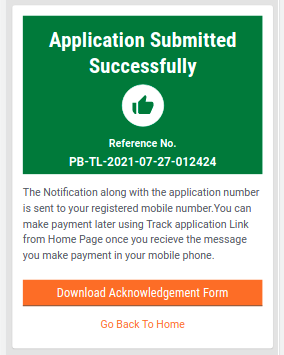 Application Submitted
Successfully
Reference No.
PB-TL-2021-07-27-012424
The Notification along with the application number
is sent to your registered mobile number.You can
make payment later using Track application Link
from Home Page once you recieve the message
you make payment in your mobile phone.
Download Acknowledgement Form
Go Back To Home